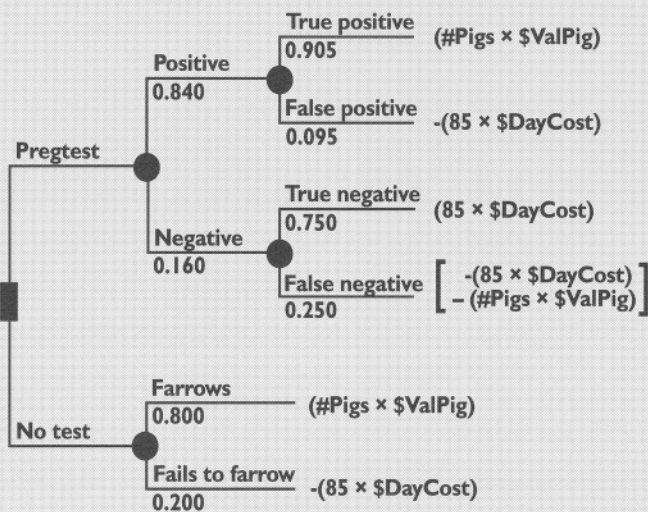 True positive
0.905
(#Pigs × $ValPig)
Positive
0.840
False positive
0.095
-(85 × $DayCost)
Pregtest
True negative
0.750
(85 × $DayCost)
Negative
0.160
False negative
0.250
-(85 × $DayCost)
– (#Pigs × $ValPig)
Farrows
0.800
(#Pigs × $ValPig)
No test
Fails to farrow
0.200
-(85 × $DayCost)